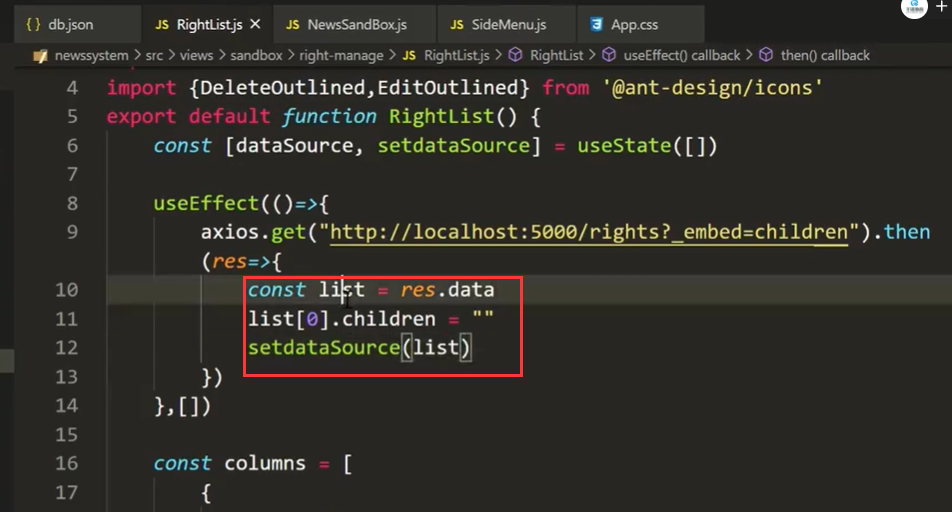 db.json
JS RightList.js
JS NewsSandBox.js
JS SideMenu.js
App.css
newssystem > src > views > sandbox > right-manage > JS RightList.js > RightList > useEffect() callback > then() callback
4 import {DeleteOutlined,EditOutlined} from '@ant-design/icons'
5 export default function RightList() {
6 const [dataSource, setdataSource] = useState([])
7
8 useEffect(()=>{
9 axios.get("http://localhost:5000/rights?_embed=children").then
(res=>{
10 const list = res.data
11 list[0].children = ""
12 setdataSource(list)
13 })
14 },[])
15
16 const columns = [
17 {